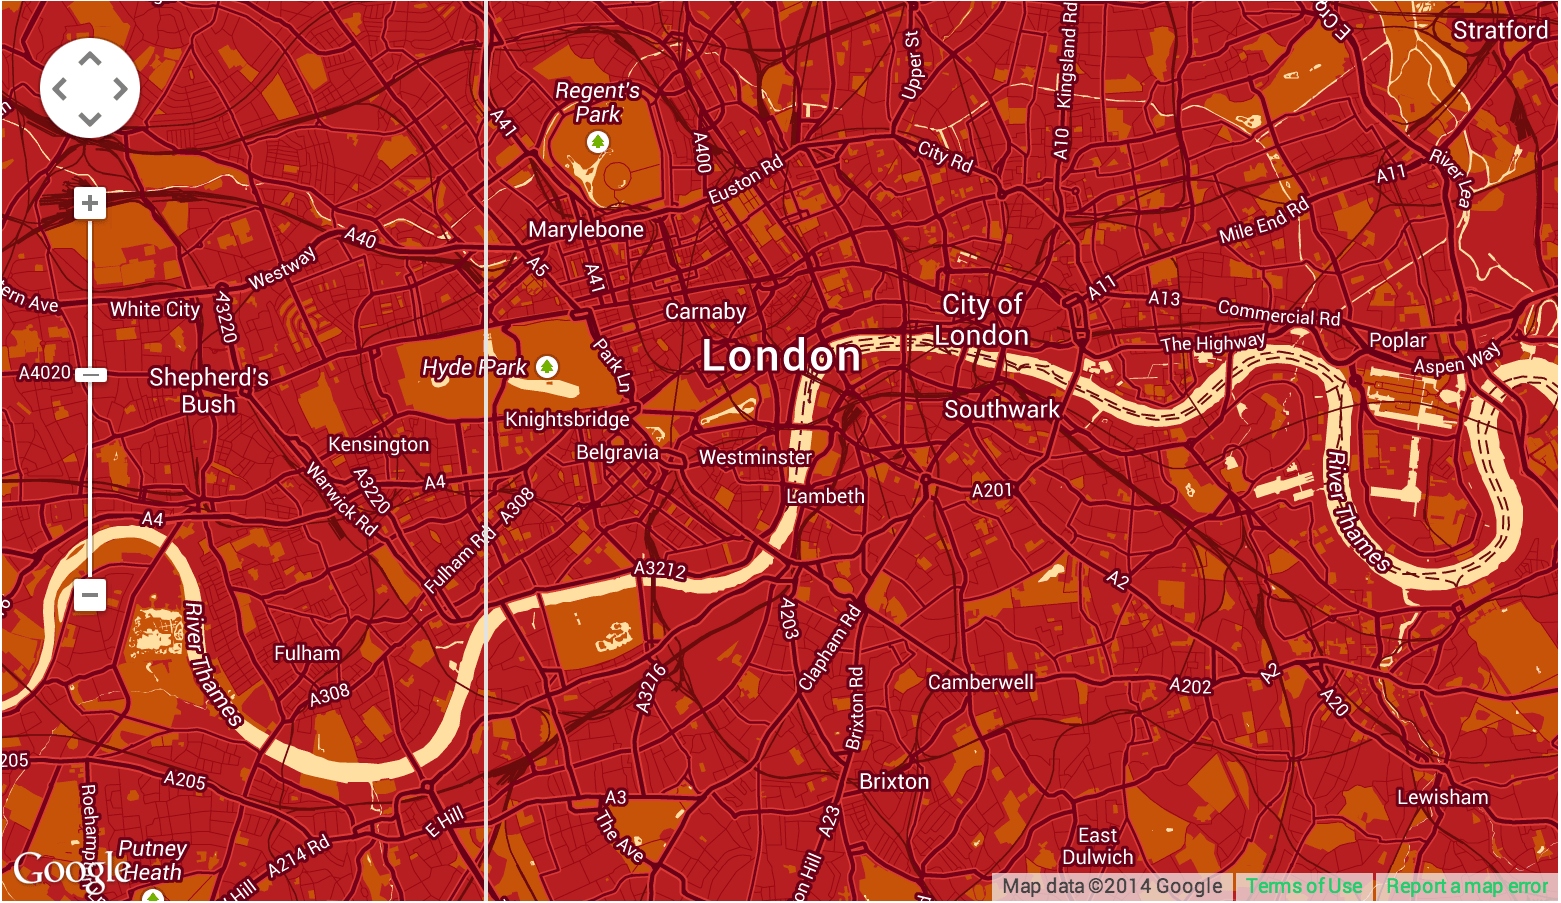 Stratford
E Cro
Upper St
Kingsland Rd
Regent's
Park
A41
A400
City Rd
A10
Euston Rd
A11
River Lea
Mile End Rd
Marylebone
A40
Westway
A5
A41
ern Ave
White City
A3220
Carnaby
City of
London
A11
A13
Commercial Rd
The Highway
Poplar
Aspen Way
A4020
Shepherd's
Bush
Hyde Park
Park Ln
London
Knightsbridge
Southwark
Kensington
Belgravia
Westminster
Warwick Rd
A3220
A4
A308
Lambeth
A201
River Thames
A4
Fulham Rd
A3212
A2
River Thames
Fulham
A308
A203
Clapham Rd
A3216
Brixton Rd
Camberwell
A202
A2
A20
205
A205
Roehampton Ln
A3
The Ave
Brixton
E Hill
A23
Lewisham
Putney
Heath
A214 Rd
Hill
on Hill
East
Dulwich
Google
Map data ©2014 Google
Terms of Use
Report a map error